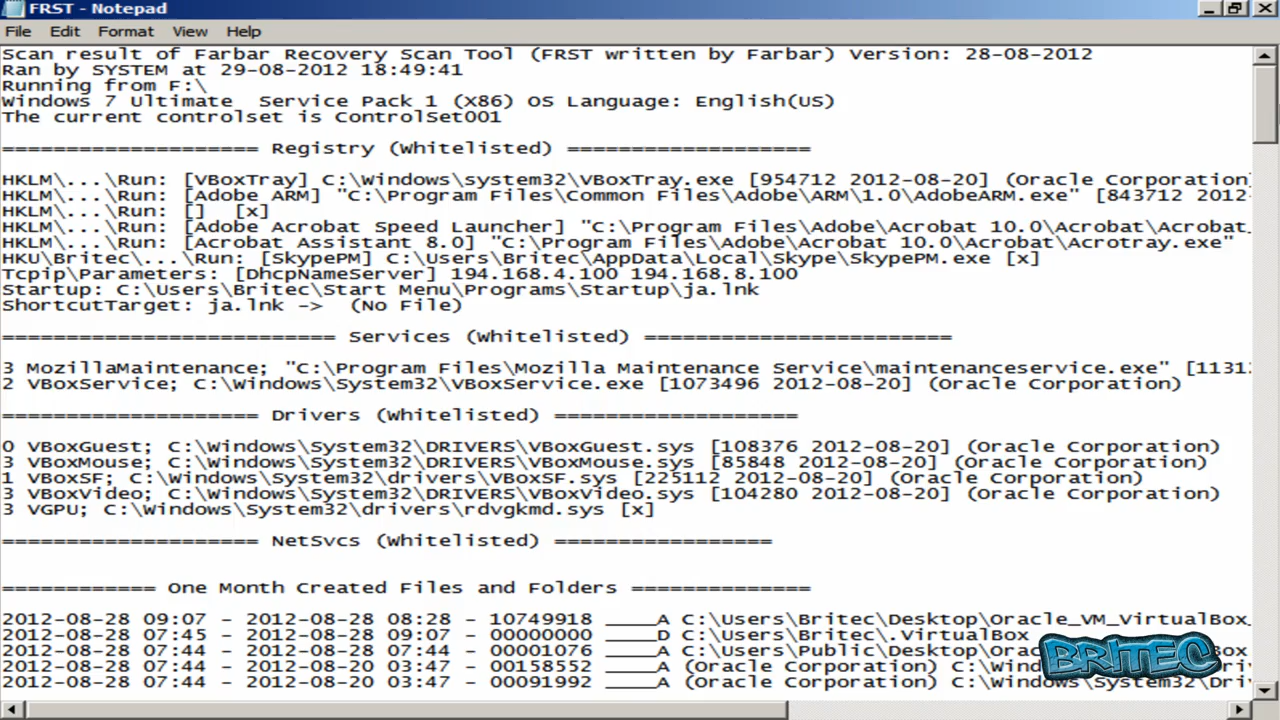 FRST - Notepad
File Edit Format View Help
Scan result of Farbar Recovery Scan Tool (FRST written by Farbar) Version: 28-08-2012
Ran by SYSTEM at 29-08-2012 18:49:41
Running from F:\
Windows 7 Ultimate  Service Pack 1 (X86) OS Language: English(US)
The current controlset is ControlSet001
==================== Registry (Whitelisted) ===================
HKLM\...\Run: [VBoxTray] C:\Windows\system32\VBoxTray.exe [954712 2012-08-20] (Oracle Corporation)
HKLM\...\Run: [Adobe ARM] "C:\Program Files\Common Files\Adobe\ARM\1.0\AdobeARM.exe" [843712 2012-
HKLM\...\Run: []  [x]
HKLM\...\Run: [Adobe Acrobat Speed Launcher] "C:\Program Files\Adobe\Acrobat 10.0\Acrobat\Acrobat_
HKLM\...\Run: [Acrobat Assistant 8.0] "C:\Program Files\Adobe\Acrobat 10.0\Acrobat\Acrotray.exe"
HKU\Britec\...\Run: [SkypePM] C:\Users\Britec\AppData\Local\Skype\SkypePM.exe [x]
Tcpip\Parameters: [DhcpNameServer] 194.168.4.100 194.168.8.100
Startup: C:\Users\Britec\Start Menu\Programs\Startup\ja.lnk
ShortcutTarget: ja.lnk ->  (No File)
========================== Services (Whitelisted) ========================
3 MozillaMaintenance; "C:\Program Files\Mozilla Maintenance Service\maintenanceservice.exe" [1131
2 VBoxService; C:\Windows\System32\VBoxService.exe [1073496 2012-08-20] (Oracle Corporation)
==================== Drivers (Whitelisted) ===================
0 VBoxGuest; C:\Windows\System32\DRIVERS\VBoxGuest.sys [108376 2012-08-20] (Oracle Corporation)
3 VBoxMouse; C:\Windows\System32\DRIVERS\VBoxMouse.sys [85848 2012-08-20] (Oracle Corporation)
1 VBoxSF; C:\Windows\System32\drivers\VBoxSF.sys [225112 2012-08-20] (Oracle Corporation)
3 VBoxVideo; C:\Windows\System32\DRIVERS\VBoxVideo.sys [104280 2012-08-20] (Oracle Corporation)
3 VGPU; C:\Windows\System32\drivers\rdvgkmd.sys [x]
==================== NetSvcs (Whitelisted) =================
============ One Month Created Files and Folders ==============
2012-08-28 09:07 - 2012-08-28 08:28 - 10749918 ____A C:\Users\Britec\Desktop\Oracle_VM_VirtualBox_
2012-08-28 07:45 - 2012-08-28 09:07 - 00000000 ____D C:\Users\Britec\.VirtualBox
2012-08-28 07:44 - 2012-08-28 07:44 - 00001076 ____A C:\Users\Public\Desktop\Orac
2012-08-28 07:44 - 2012-08-20 03:47 - 00158552 ____A (Oracle Corporation) C:\Wind
2012-08-28 07:44 - 2012-08-20 03:47 - 00091992 ____A (Oracle Corporation) C:\Windows\System32\Dri
BRITEC